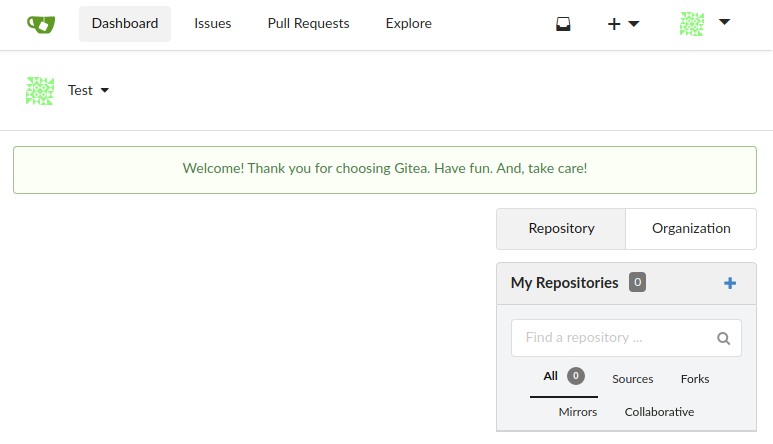 Dashboard Issues Pull Requests Explore
Test
Welcome! Thank you for choosing Gitea. Have fun. And, take care!
Repository Organization
My Repositories 0
Find a repository ...
All 0 Sources Forks
Mirrors Collaborative